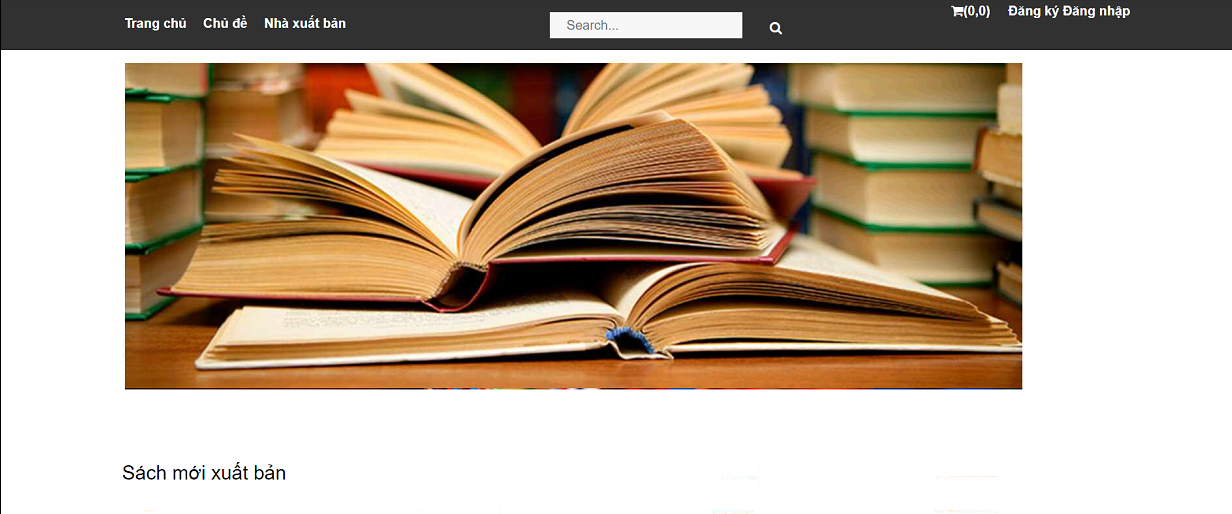 Trang chủ Chủ đề Nhà xuất bản Search... (0,0) Đăng ký Đăng nhập
Sách mới xuất bản